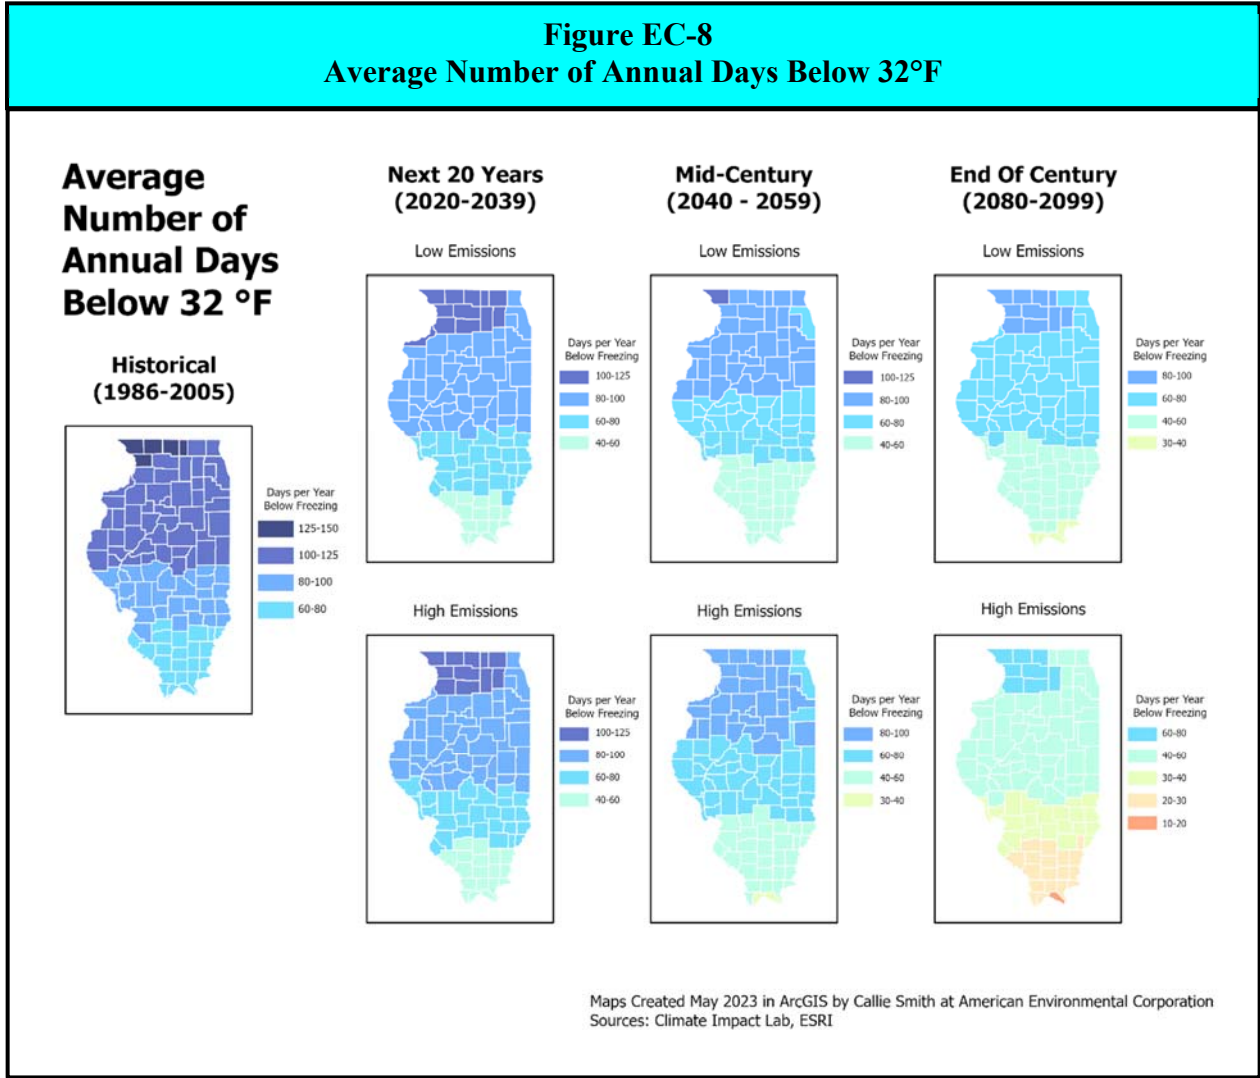 Figure EC-8
Average Number of Annual Days Below 32°F
Average
Number of
Annual Days
Below 32 °F
Historical
(1986-2005)
Days per Year
Below Freezing
125-150
100-125
80-100
60-80
Next 20 Years
(2020-2039)
Low Emissions
Days per Year
Below Freezing
100-125
80-100
60-80
40-60
High Emissions
Days per Year
Below Freezing
100-125
80-100
60-80
40-60
Mid-Century
(2040 - 2059)
Low Emissions
Days per Year
Below Freezing
100-125
80-100
60-80
40-60
High Emissions
Days per Year
Below Freezing
80-100
60-80
40-60
30-40
End Of Century
(2080-2099)
Low Emissions
Days per Year
Below Freezing
80-100
60-80
40-60
30-40
High Emissions
Days per Year
Below Freezing
60-80
40-60
30-40
20-30
10-20
Maps Created May 2023 in ArcGIS by Callie Smith at American Environmental Corporation
Sources: Climate Impact Lab, ESRI